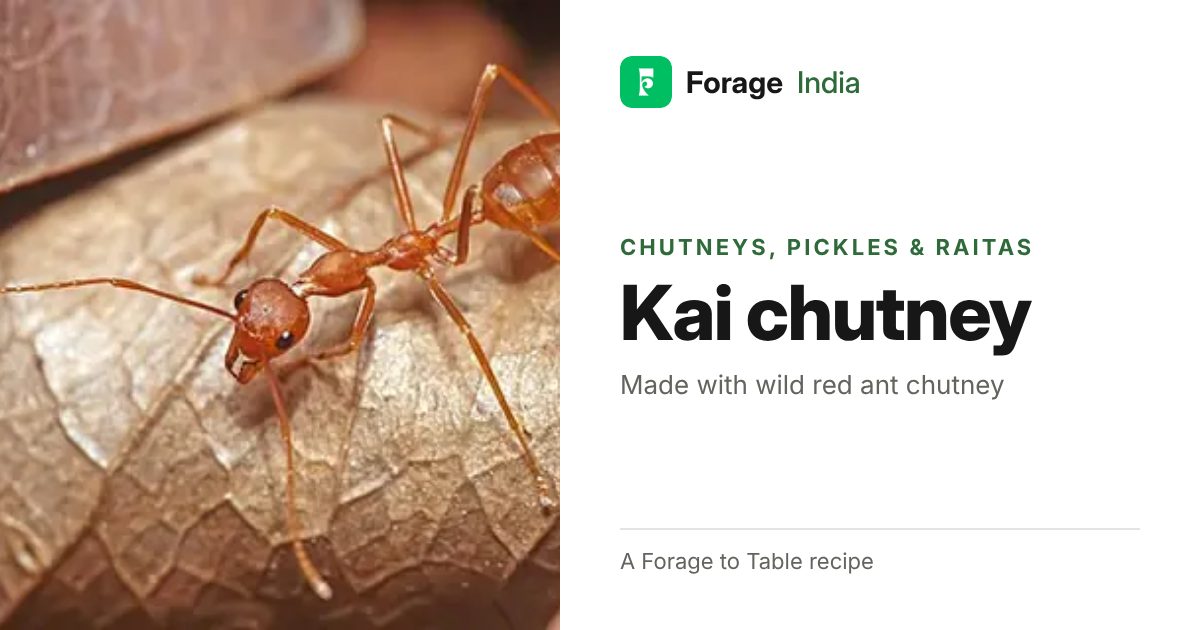 Forage India
CHUTNEYS, PICKLES & RAITAS
Kai chutney
Made with wild red ant chutney
A Forage to Table recipe